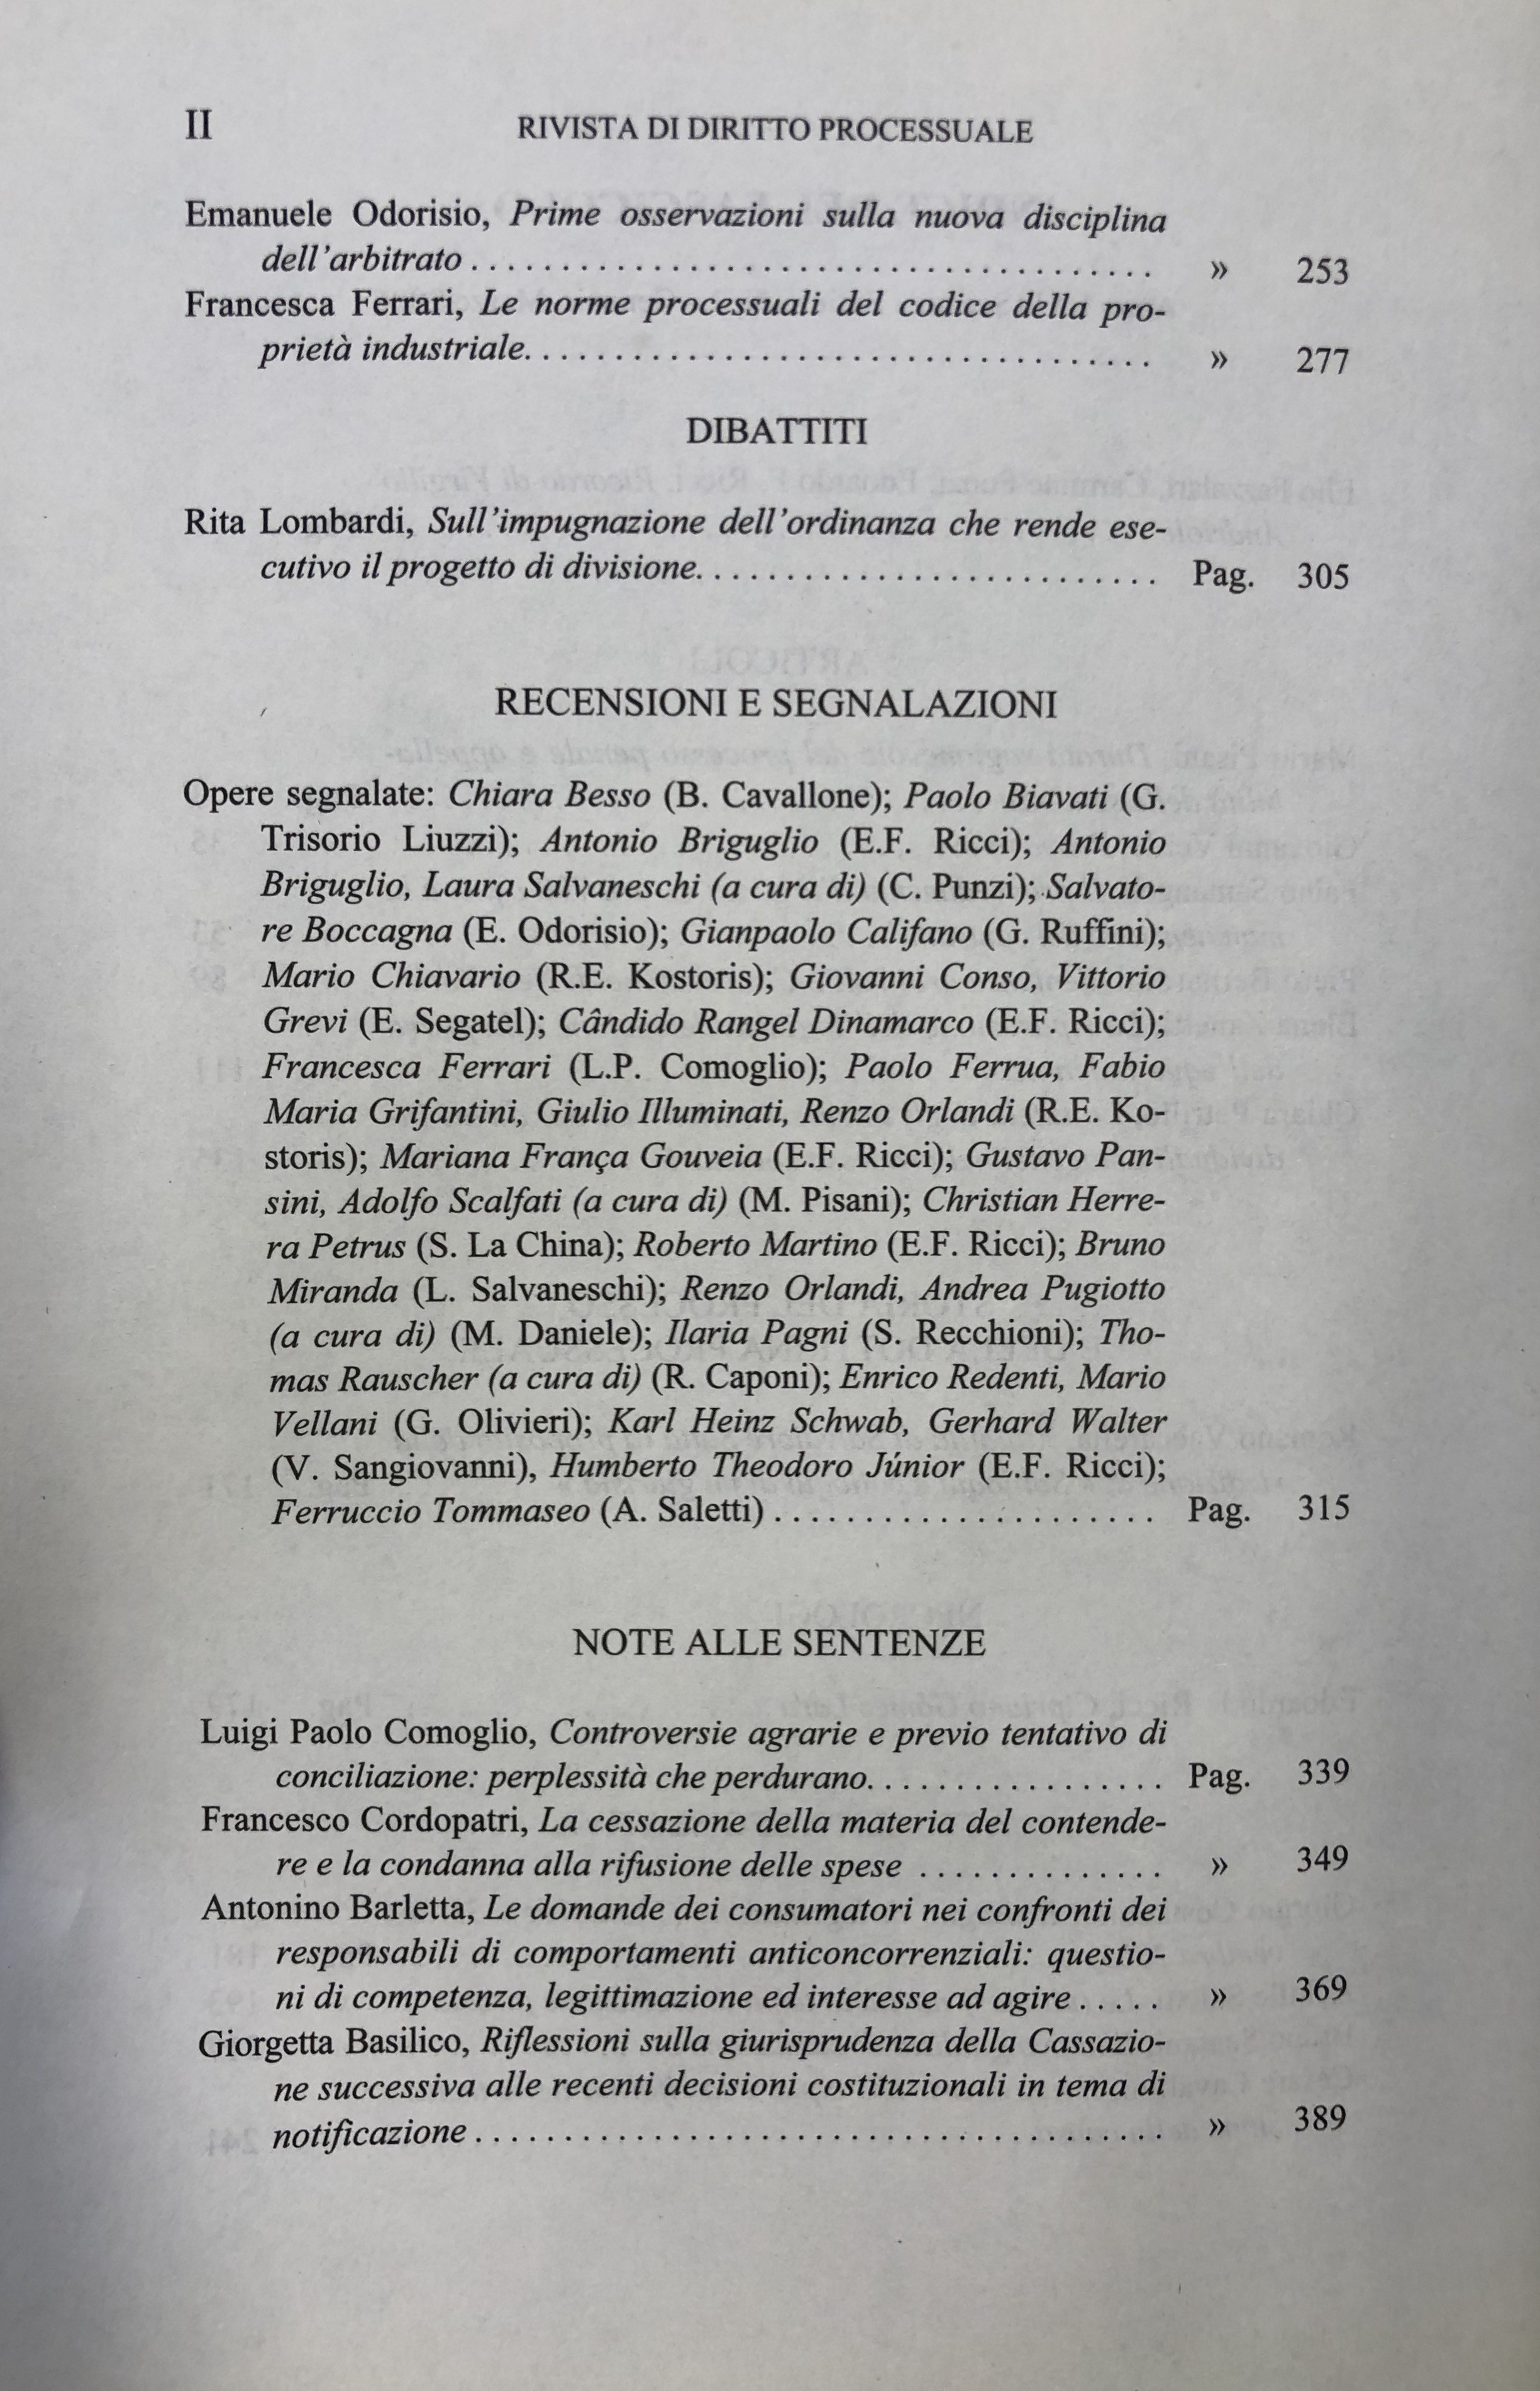 II RIVISTA DI DIRITTO PROCESSUALE
Emanuele Odorisio, Prime osservazioni sulla nuova disciplina
dell'arbitrato . . . . . . . . . . . . . . . . . . . . . . . . . . . . . . . . . . . . . . » 253
Francesca Ferrari, Le norme processuali del codice della pro-
prietà industriale. . . . . . . . . . . . . . . . . . . . . . . . . . . . . . . . . . . » 277
DIBATTITI
Rita Lombardi, Sull'impugnazione dell'ordinanza che rende ese-
cutivo il progetto di divisione. . . . . . . . . . . . . . . . . . . . . . . . . . Pag. 305
RECENSIONI E SEGNALAZIONI
Opere segnalate: Chiara Besso (B. Cavallone); Paolo Biavati (G.
Trisorio Liuzzi); Antonio Briguglio (E.F. Ricci); Antonio
Briguglio, Laura Salvaneschi (a cura di) (C. Punzi); Salvato-
re Boccagna (E. Odorisio); Gianpaolo Califano (G. Ruffini);
Mario Chiavario (R.E. Kostoris); Giovanni Conso, Vittorio
Grevi (E. Segatel); Cândido Rangel Dinamarco (E.F. Ricci);
Francesca Ferrari (L.P. Comoglio); Paolo Ferrua, Fabio
Maria Grifantini, Giulio Illuminati, Renzo Orlandi (R.E. Ko-
storis); Mariana França Gouveia (E.F. Ricci); Gustavo Pan-
sini, Adolfo Scalfati (a cura di) (M. Pisani); Christian Herre-
ra Petrus (S. La China); Roberto Martino (E.F. Ricci); Bruno
Miranda (L. Salvaneschi); Renzo Orlandi, Andrea Pugiotto
(a cura di) (M. Daniele); Ilaria Pagni (S. Recchioni); Tho-
mas Rauscher (a cura di) (R. Caponi); Enrico Redenti, Mario
Vellani (G. Olivieri); Karl Heinz Schwab, Gerhard Walter
(V. Sangiovanni), Humberto Theodoro Júnior (E.F. Ricci);
Ferruccio Tommaseo (A. Saletti) . . . . . . . . . . . . . . . . . . . . . . Pag. 315
NOTE ALLE SENTENZE
Luigi Paolo Comoglio, Controversie agrarie e previo tentativo di
conciliazione: perplessità che perdurano. . . . . . . . . . . . . . . . . Pag. 339
Francesco Cordopatri, La cessazione della materia del contende-
re e la condanna alla rifusione delle spese . . . . . . . . . . . . . . » 349
Antonino Barletta, Le domande dei consumatori nei confronti dei
responsabili di comportamenti anticoncorrenziali: questio-
ni di competenza, legittimazione ed interesse ad agire . . . . . » 369
Giorgetta Basilico, Riflessioni sulla giurisprudenza della Cassazio-
ne successiva alle recenti decisioni costituzionali in tema di
notificazione . . . . . . . . . . . . . . . . . . . . . . . . . . . . . . . . . . . . . . . » 389